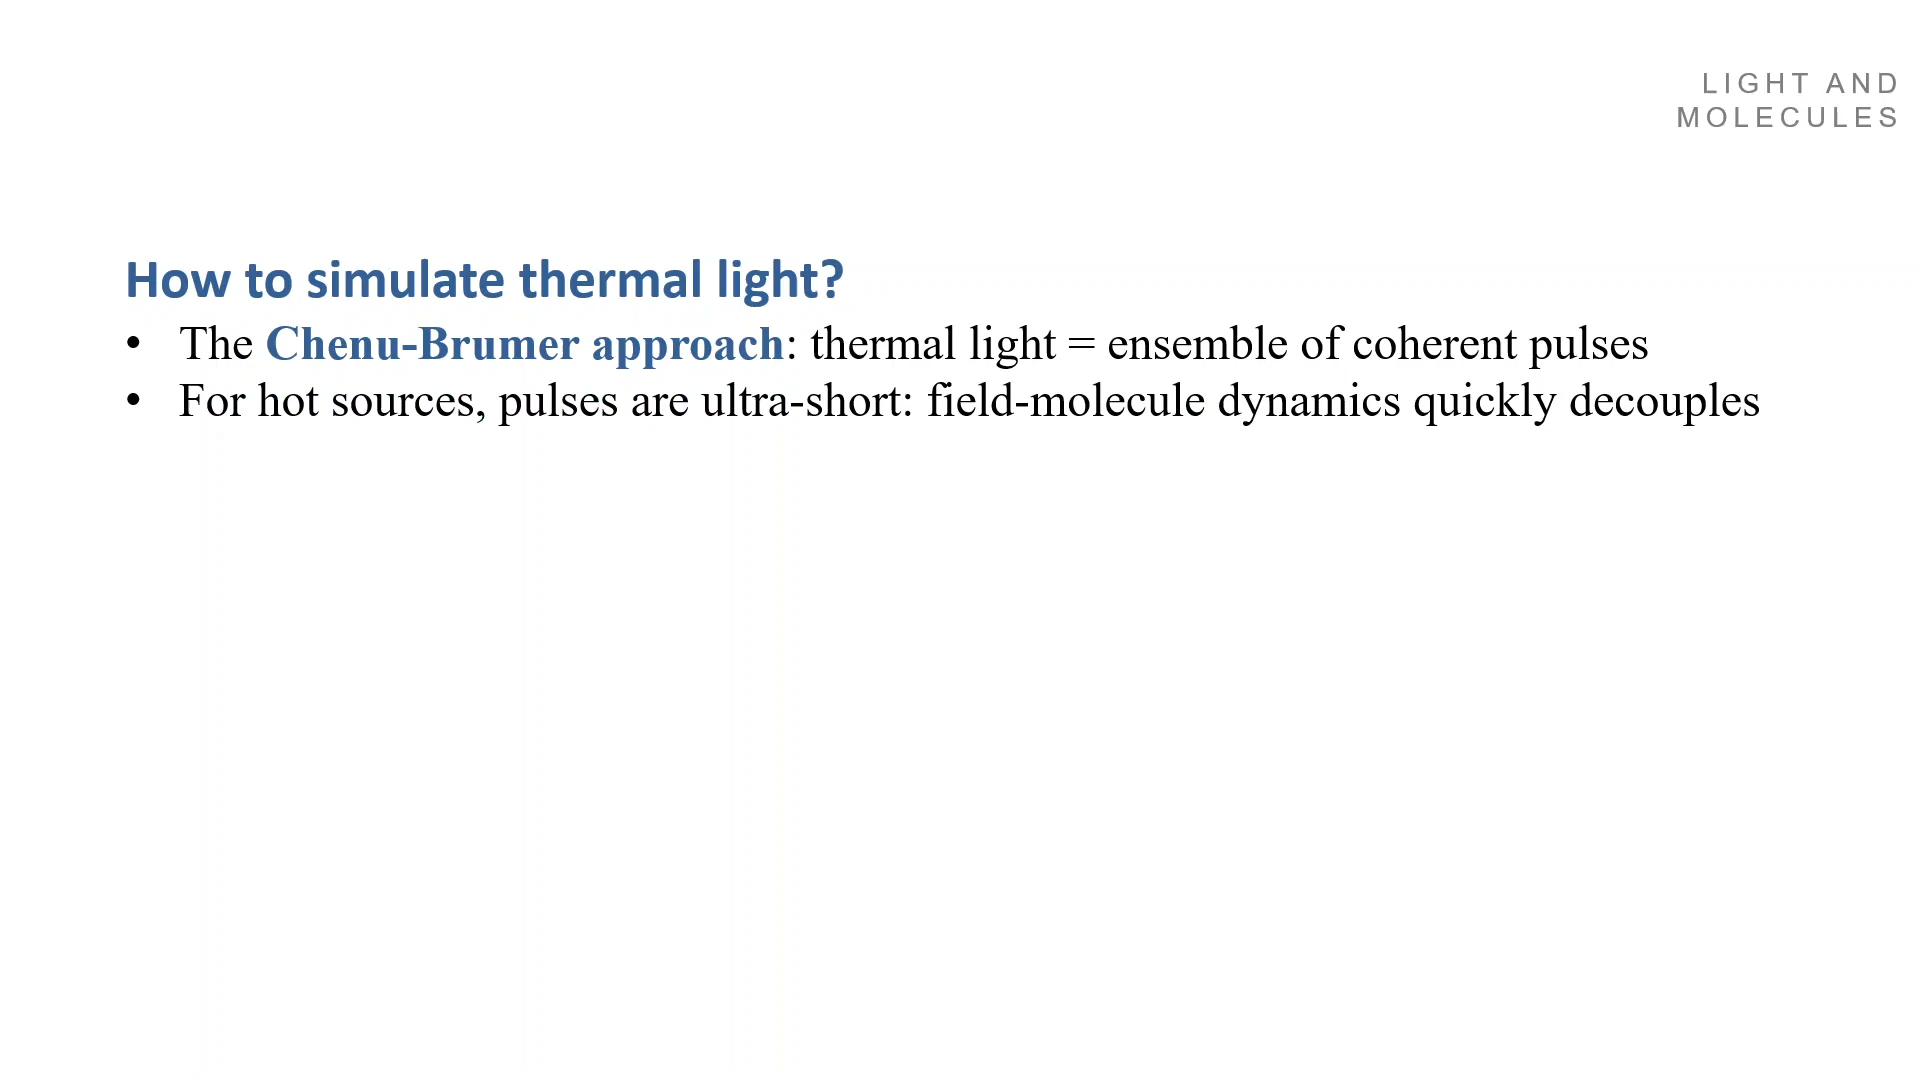 LIGHT AND
MOLECULES
How to simulate thermal light?
• The Chenu-Brumer approach: thermal light = ensemble of coherent pulses
• For hot sources, pulses are ultra-short: field-molecule dynamics quickly decouples